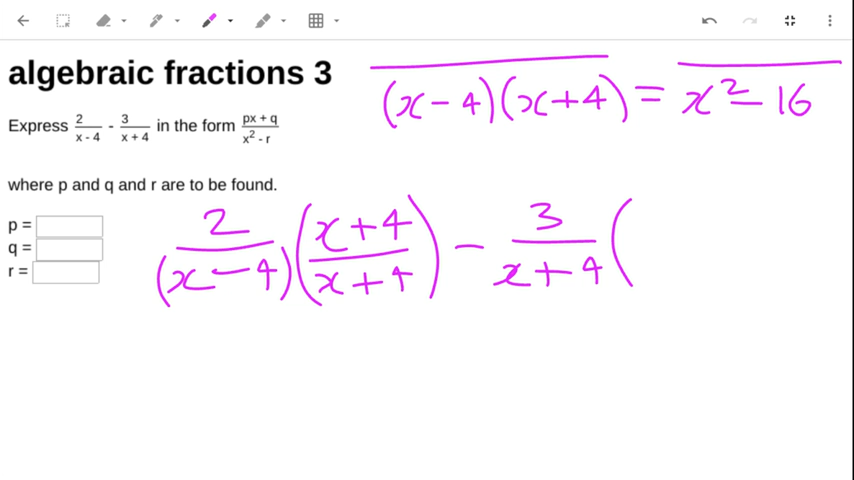 algebraic fractions 3
(x-4)(x+4) = x²-16
Express 2/(x-4) - 3/(x+4) in the form (px+q)/(x²-r)
where p and q and r are to be found.
p =
q =
r =
2/(x-4) ((x+4)/(x+4)) - 3/(x+4) (